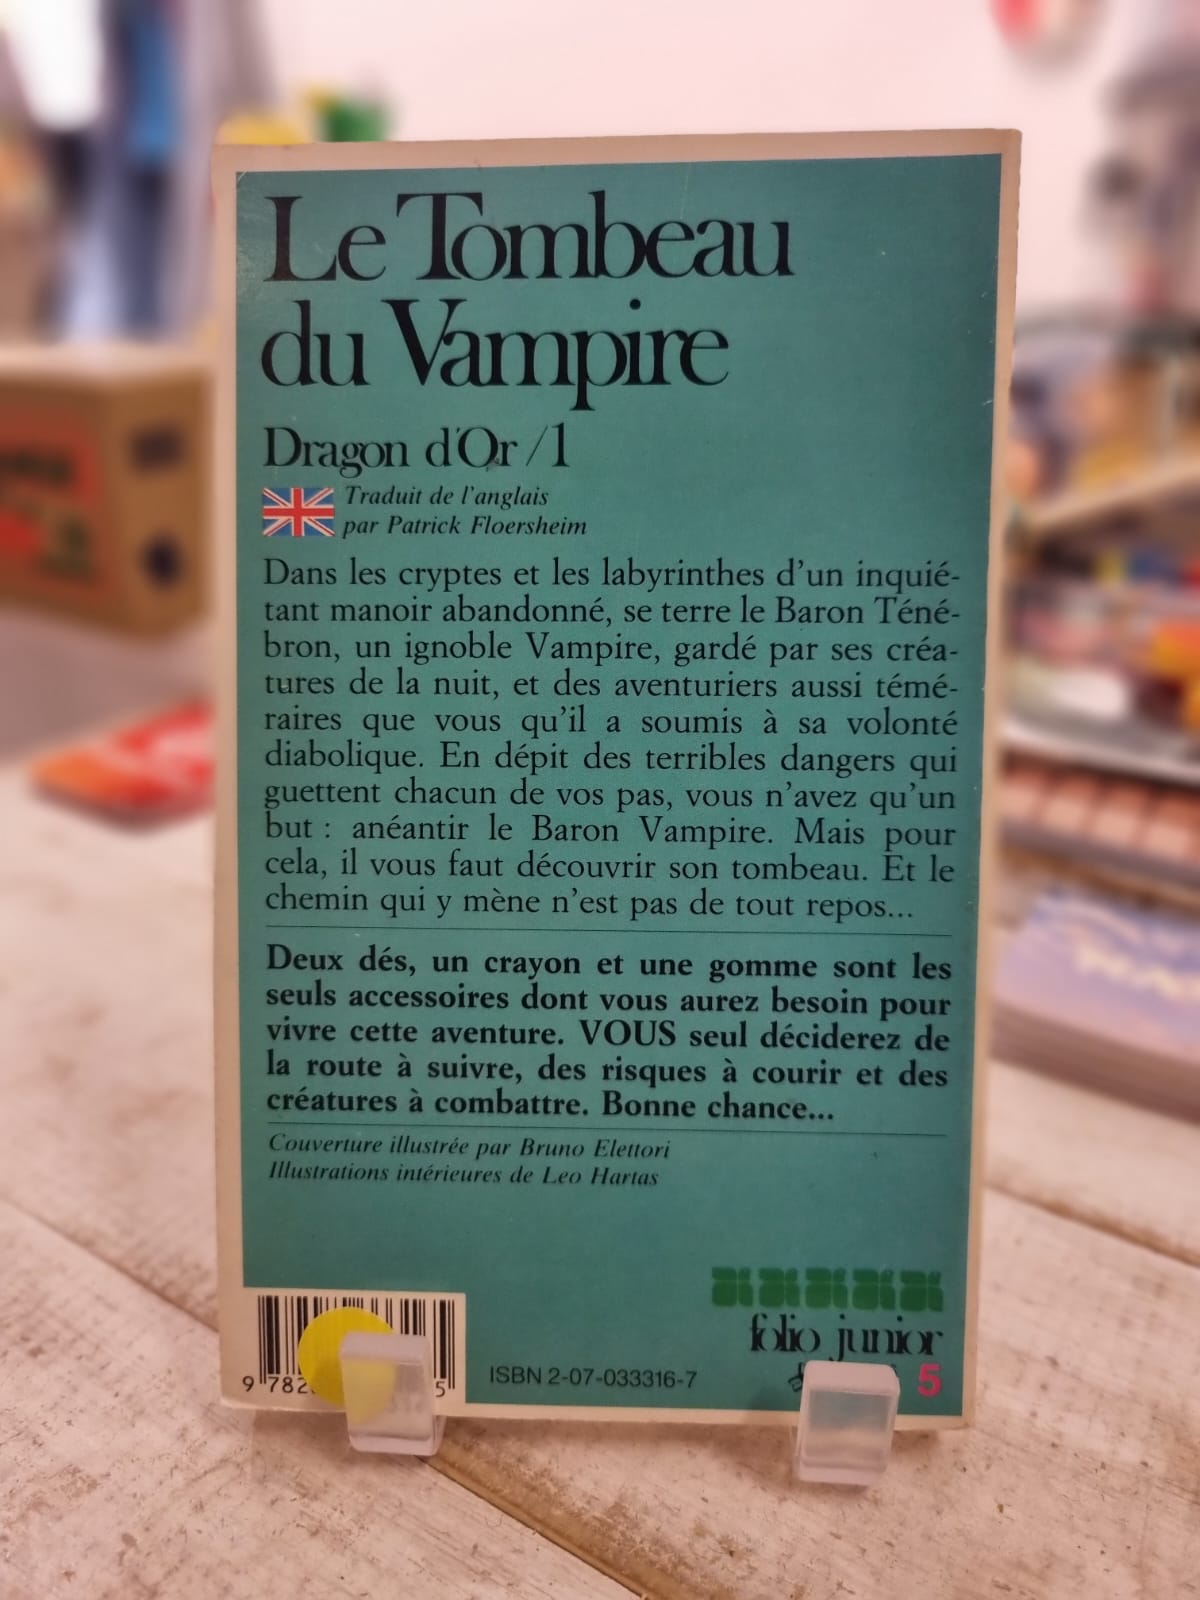 Le Tombeau
du Vampire
Dragon d'Or/1
Traduit de l'anglais
par Patrick Floersheim
Dans les cryptes et les labyrinthes d'un inquié-
tant manoir abandonné, se terre le Baron Téné-
bron, un ignoble Vampire, gardé par ses créa-
tures de la nuit, et des aventuriers aussi témé-
raires que vous qu'il a soumis à sa volonté
diabolique. En dépit des terribles dangers qui
guettent chacun de vos pas, vous n'avez qu'un
but : anéantir le Baron Vampire. Mais pour
cela, il vous faut découvrir son tombeau. Et le
chemin qui y mène n'est pas de tout repos...
Deux dés, un crayon et une gomme sont les
seuls accessoires dont vous aurez besoin pour
vivre cette aventure. VOUS seul déciderez de
la route à suivre, des risques à courir et des
créatures à combattre. Bonne chance...
Couverture illustrée par Bruno Elettori
Illustrations intérieures de Leo Hartas
folio junior
5
ISBN 2-07-033316-7
9 782 5